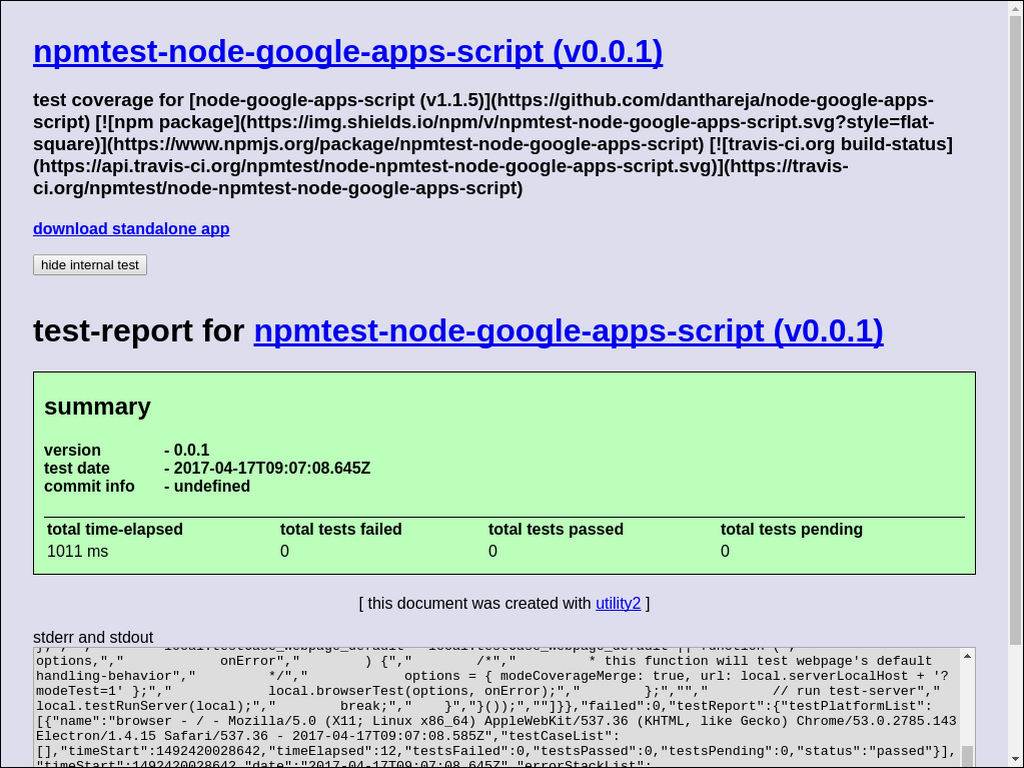 npmtest-node-google-apps-script (v0.0.1)
test coverage for [node-google-apps-script (v1.1.5)](https://github.com/danthareja/node-google-apps-
script) [![npm package](https://img.shields.io/npm/v/npmtest-node-google-apps-script.svg?style=flat-
square)](https://www.npmjs.org/package/npmtest-node-google-apps-script) [![travis-ci.org build-status]
(https://api.travis-ci.org/npmtest/node-npmtest-node-google-apps-script.svg)](https://travis-
ci.org/npmtest/node-npmtest-node-google-apps-script)
download standalone app
hide internal test
test-report for npmtest-node-google-apps-script (v0.0.1)
summary
version - 0.0.1
test date - 2017-04-17T09:07:08.645Z
commit info - undefined
total time-elapsed total tests failed total tests passed total tests pending
1011 ms 0 0 0
[ this document was created with utility2 ]
stderr and stdout
options,"," onError"," ) {"," /*"," * this function will test webpage's default
handling-behavior"," */"," options = { modeCoverageMerge: true, url: local.serverLocalHost + '?
modeTest=1' };"," local.browserTest(options, onError);"," };",""," // run test-server","
local.testRunServer(local);"," break;"," }","}());",""]}},"failed":0,"testReport":{"testPlatformList":
[{"name":"browser - / - Mozilla/5.0 (X11; Linux x86_64) AppleWebKit/537.36 (KHTML, like Gecko) Chrome/53.0.2785.143
Electron/1.4.15 Safari/537.36 - 2017-04-17T09:07:08.585Z","testCaseList":
[],"timeStart":1492420028642,"timeElapsed":12,"testsFailed":0,"testsPassed":0,"testsPending":0,"status":"passed"}],
"timeStart":1492420028642,"date":"2017-04-17T09:07:08.645Z","errorStackList":